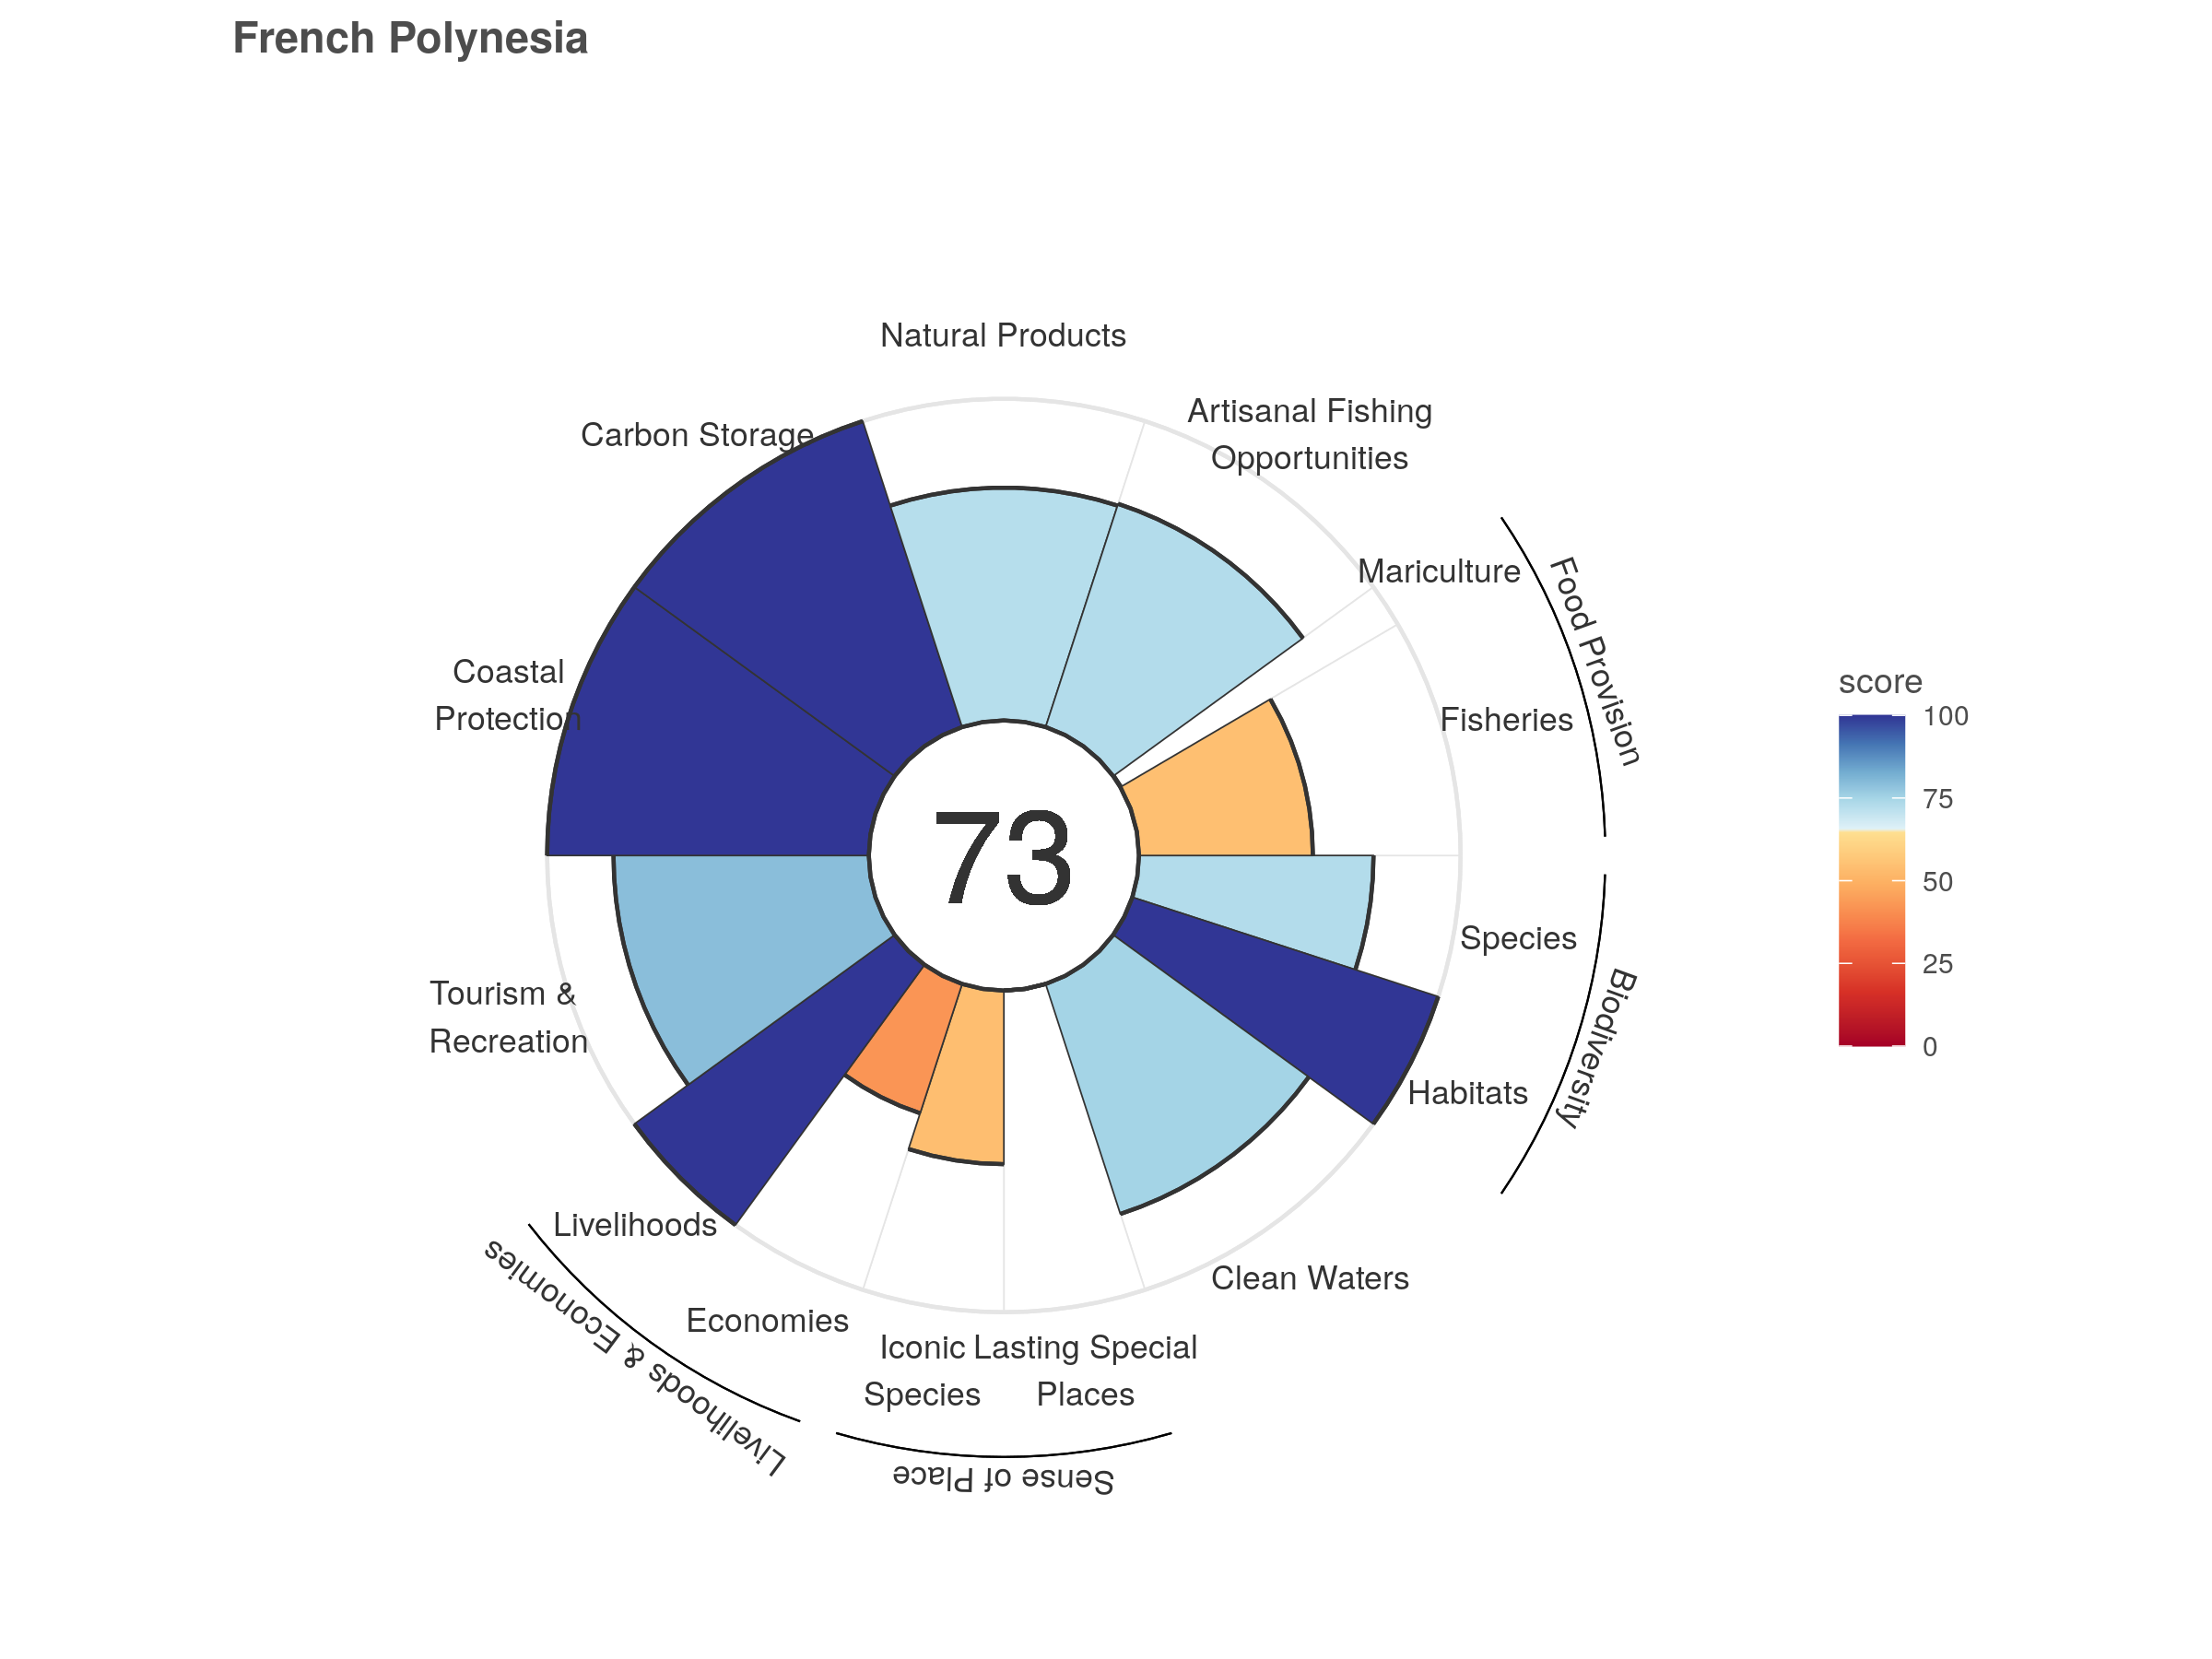 French Polynesia
Natural Products
Artisanal Fishing
Opportunities
Carbon Storage
Mariculture
Food Provision
Coastal
Protection
Fisheries
score
100
75
50
25
0
73
Species
Biodiversity
Tourism &
Recreation
Habitats
Livelihoods
Clean Waters
Livelihoods & Economies
Economies
Iconic
Species
Lasting Special
Places
Sense of Place